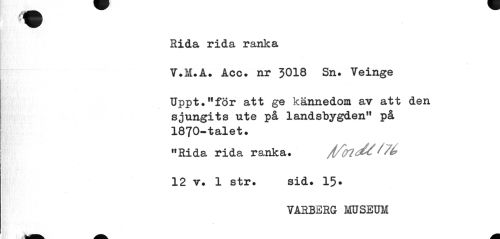 Rida rida ranka
V.M.A. Acc. nr 3018 Sn. Veinge
Uppt."för att ge kännedom av att den
sjungits ute på landsbygden" på
1870-talet.
"Rida rida ranka. Nordl 176
12 v. 1 str. sid. 15.
VARBERG MUSEUM